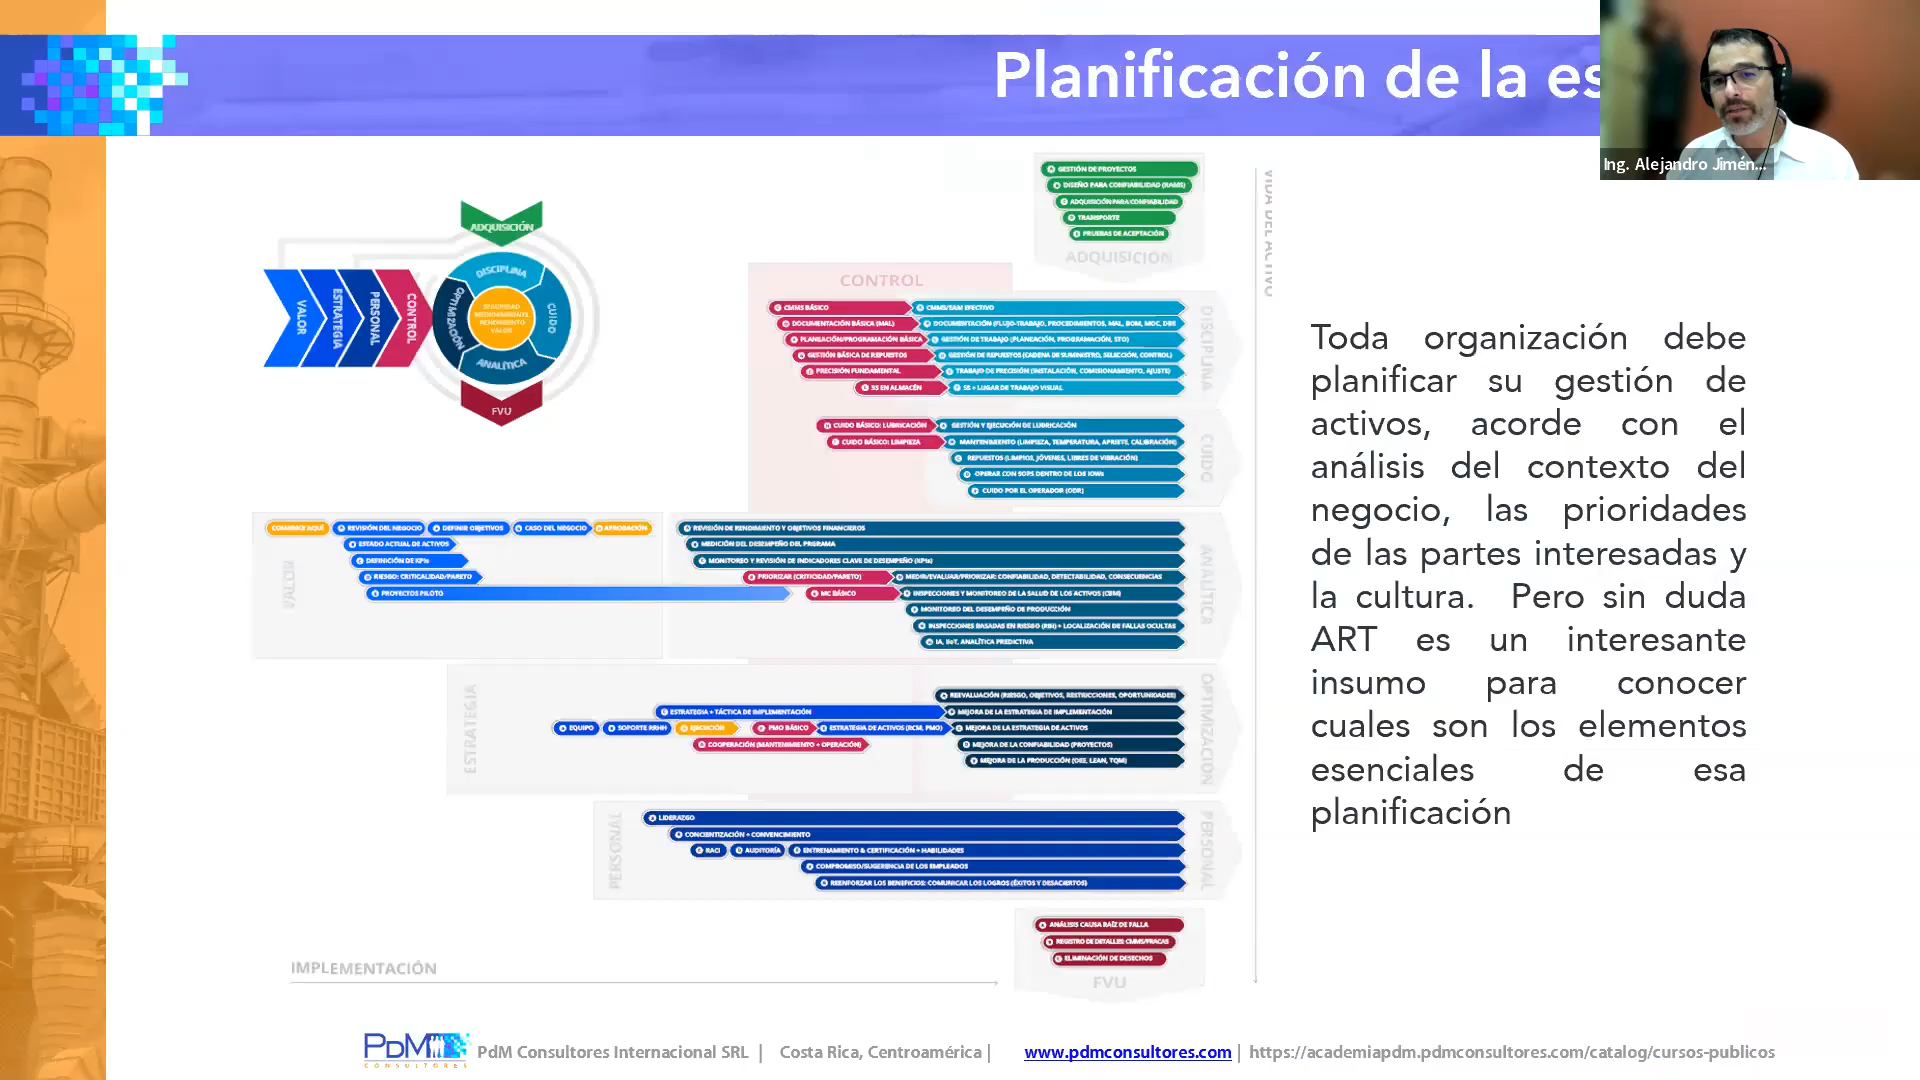 Planificación de la es
Ing. Alejandro Jimén...
ADQUISICIÓN
VALOR
ESTRATEGIA
PERSONAL
CONTROL
DISCIPLINA
CUIDO
ANALÍTICA
OPTIMIZACIÓN
SEGURIDAD
MEDIOAMBIENTE
RENDIMIENTO
VALOR
FVU
GESTIÓN DE PROYECTOS
DISEÑO PARA CONFIABILIDAD (RAMS)
ADQUISICIÓN PARA CONFIABILIDAD
TRANSPORTE
PRUEBAS DE ACEPTACIÓN
ADQUISICIÓN
VIDA DEL ACTIVO
CONTROL
CMMS BÁSICO
CMMS/EAM EFECTIVO
DOCUMENTACIÓN BÁSICA (MAL)
DOCUMENTACIÓN (FLUJO-TRABAJO, PROCEDIMIENTOS, MAL, BOM, MOC, DBE
PLANEACIÓN/PROGRAMACIÓN BÁSICA
GESTIÓN DE TRABAJO (PLANEACIÓN, PROGRAMACIÓN, STO)
GESTIÓN BÁSICA DE REPUESTOS
GESTIÓN DE REPUESTOS (CADENA DE SUMINISTRO, SELECCIÓN, CONTROL)
PRECISIÓN FUNDAMENTAL
TRABAJO DE PRECISIÓN (INSTALACIÓN, COMISIONAMIENTO, AJUSTE)
5S EN ALMACÉN
5S + LUGAR DE TRABAJO VISUAL
DISCIPLINA
CUIDO BÁSICO: LUBRICACIÓN
GESTIÓN Y EJECUCIÓN DE LUBRICACIÓN
CUIDO BÁSICO: LIMPIEZA
MANTENIMIENTO (LIMPIEZA, TEMPERATURA, APRIETE, CALIBRACIÓN)
REPUESTOS (LIMPIOS, JÓVENES, LIBRES DE VIBRACIÓN)
OPERAR CON SOPS DENTRO DE LOS IOWs
CUIDO POR EL OPERADOR (ODR)
CUIDO
COMIENCE AQUÍ
REVISIÓN DEL NEGOCIO
DEFINIR OBJETIVOS
CASO DEL NEGOCIO
APROBACIÓN
ESTADO ACTUAL DE ACTIVOS
DEFINICIÓN DE KPIs
RIESGO: CRITICALIDAD/PARETO
PROYECTOS PILOTO
VALOR
REVISIÓN DE RENDIMIENTO Y OBJETIVOS FINANCIEROS
MEDICIÓN DEL DESEMPEÑO DEL PROGRAMA
MONITOREO Y REVISIÓN DE INDICADORES CLAVE DE DESEMPEÑO (KPIs)
PRIORIZAR (CRITICIDAD/PARETO)
MEDIR/EVALUAR/PRIORIZAR: CONFIABILIDAD, DETECTABILIDAD, CONSECUENCIAS
MC BÁSICO
INSPECCIONES Y MONITOREO DE LA SALUD DE LOS ACTIVOS (CBM)
MONITOREO DEL DESEMPEÑO DE PRODUCCIÓN
INSPECCIONES BASADAS EN RIESGO (RBI) + LOCALIZACIÓN DE FALLAS OCULTAS
IA, IIoT, ANALÍTICA PREDICTIVA
ANALÍTICA
ESTRATEGIA
REEVALUACIÓN (RIESGO, OBJETIVOS, RESTRICCIONES, OPORTUNIDADES)
ESTRATEGIA + TÁCTICA DE IMPLEMENTACIÓN
MEJORA DE LA ESTRATEGIA DE IMPLEMENTACIÓN
EQUIPO
SOPORTE RRHH
EJECUCIÓN
PMO BÁSICO
ESTRATEGIA DE ACTIVOS (RCM, PMO)
MEJORA DE LA ESTRATEGIA DE ACTIVOS
COOPERACIÓN (MANTENIMIENTO + OPERACIÓN)
MEJORA DE LA CONFIABILIDAD (PROYECTOS)
MEJORA DE LA PRODUCCIÓN (OEE, LEAN, TQM)
OPTIMIZACIÓN
PERSONAL
LIDERAZGO
CONCIENTIZACIÓN + CONVENCIMIENTO
RACI
AUDITORÍA
ENTRENAMIENTO & CERTIFICACIÓN + HABILIDADES
COMPROMISO/SUGERENCIA DE LOS EMPLEADOS
REENFORZAR LOS BENEFICIOS: COMUNICAR LOS LOGROS (ÉXITOS Y DESACIERTOS)
PERSONAL
ANÁLISIS CAUSA RAÍZ DE FALLA
REGISTRO DE DETALLES: CMMS/FRACAS
ELIMINACIÓN DE DESECHOS
FVU
IMPLEMENTACIÓN
Toda organización debe
planificar su gestión de
activos, acorde con el
análisis del contexto del
negocio, las prioridades
de las partes interesadas y
la cultura. Pero sin duda
ART es un interesante
insumo para conocer
cuales son los elementos
esenciales de esa
planificación
PDM
CONSULTORES
PdM Consultores Internacional SRL | Costa Rica, Centroamérica | www.pdmconsultores.com | https://academiapdm.pdmconsultores.com/catalog/cursos-publicos